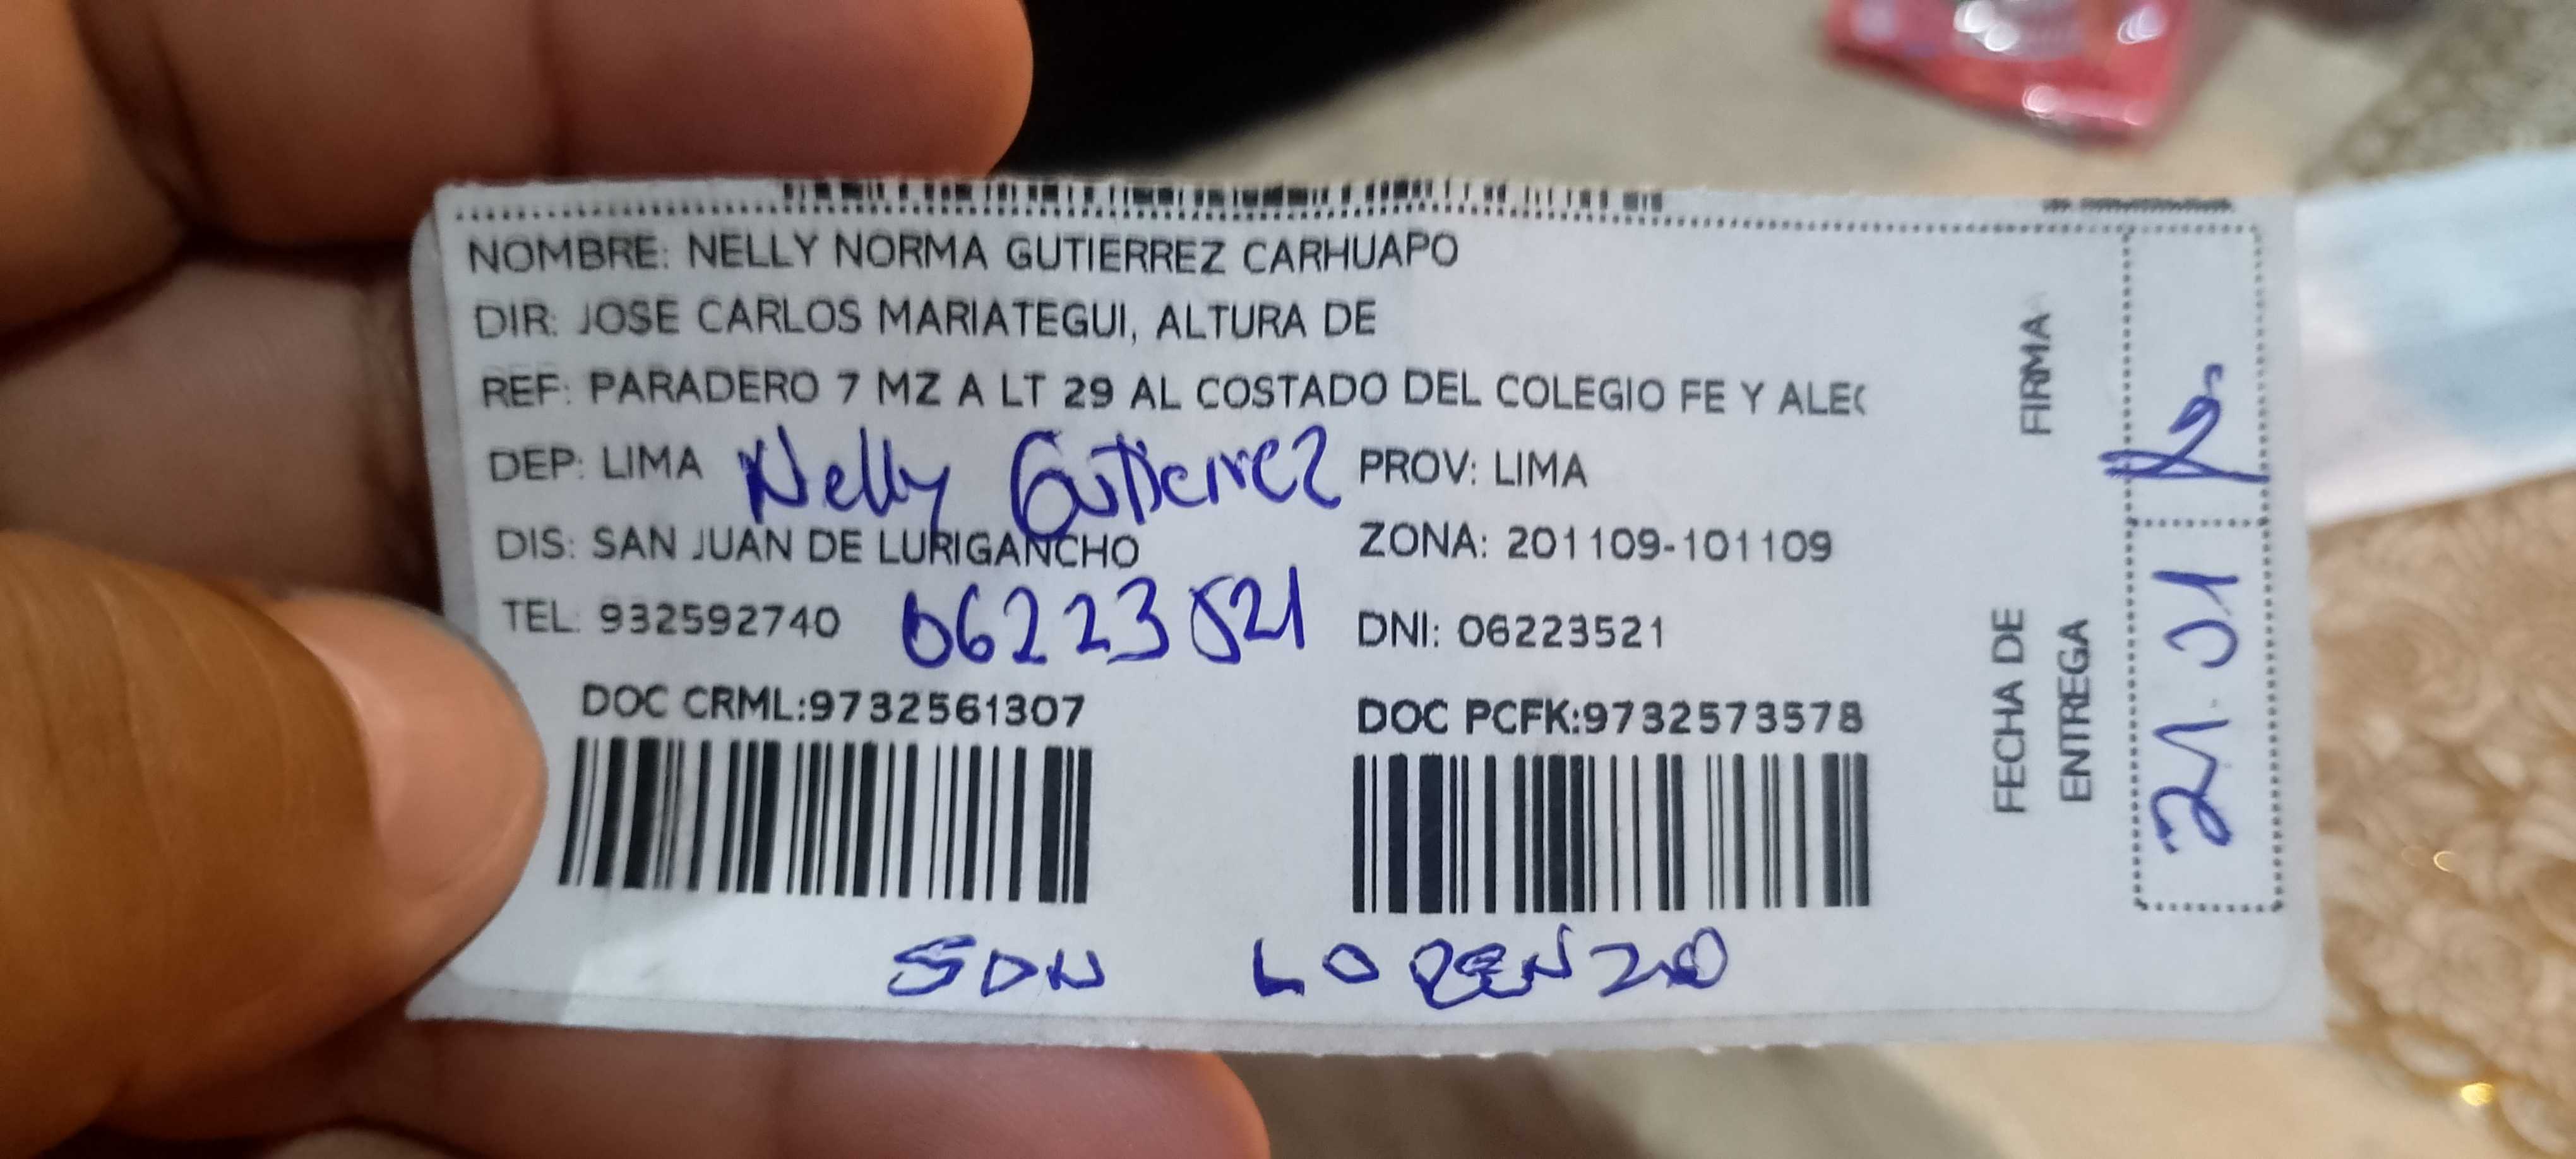 NOMBRE: NELLY NORMA GUTIERREZ CARHUAPO
DIR: JOSE CARLOS MARIATEGUI, ALTURA DE
REF: PARADERO 7 MZ A LT 29 AL COSTADO DEL COLEGIO FE Y ALEG
DEP: LIMA Nelly Gutierrez PROV: LIMA
DIS: SAN JUAN DE LURIGANCHO ZONA: 201109-101109
TEL: 932592740 06223521 DNI: 06223521
DOC CRML:9732561307 DOC PCFK:9732573578
SAN LORENZO
FIRMA
FECHA DE
ENTREGA
21.01